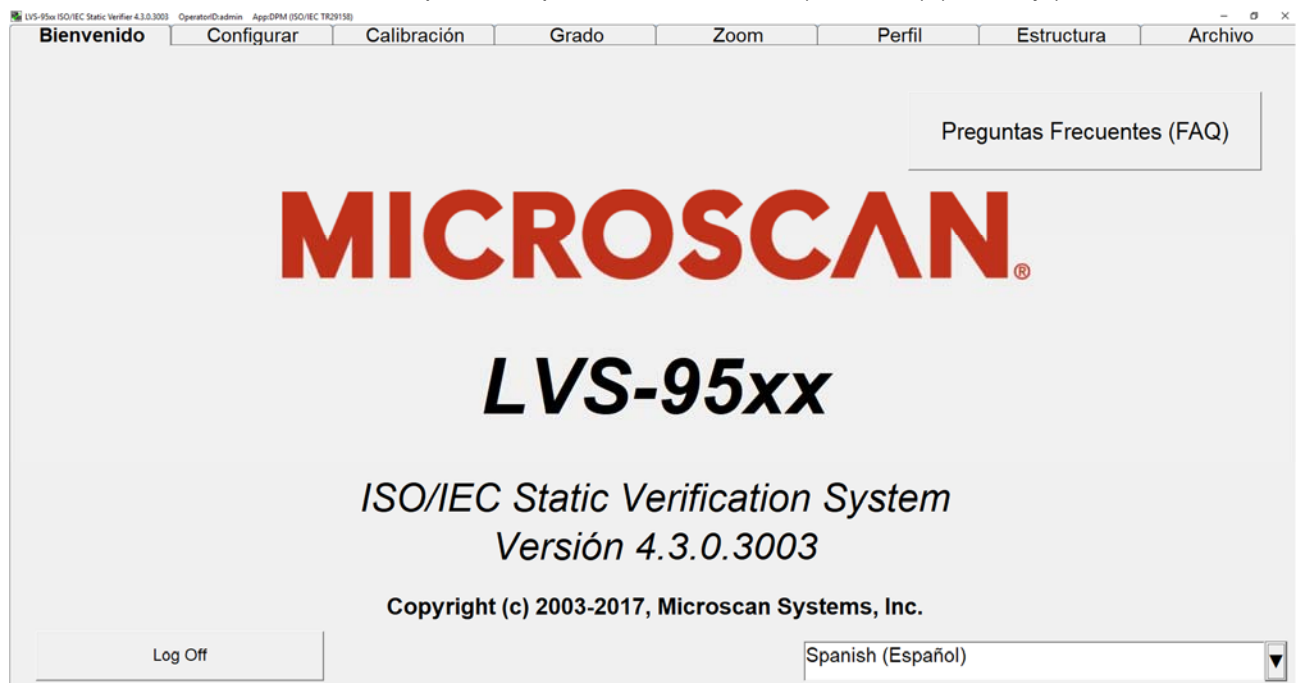 LVS-95xx ISO/IEC Static Verifier 4.3.0.3003 OperatorID:admin App:DPM (ISO/IEC TR29158)
Bienvenido Configurar Calibración Grado Zoom Perfil Estructura Archivo
Preguntas Frecuentes (FAQ)
MICROSCAN®
LVS-95xx
ISO/IEC Static Verification System
Versión 4.3.0.3003
Copyright (c) 2003-2017, Microscan Systems, Inc.
Log Off
Spanish (Español)